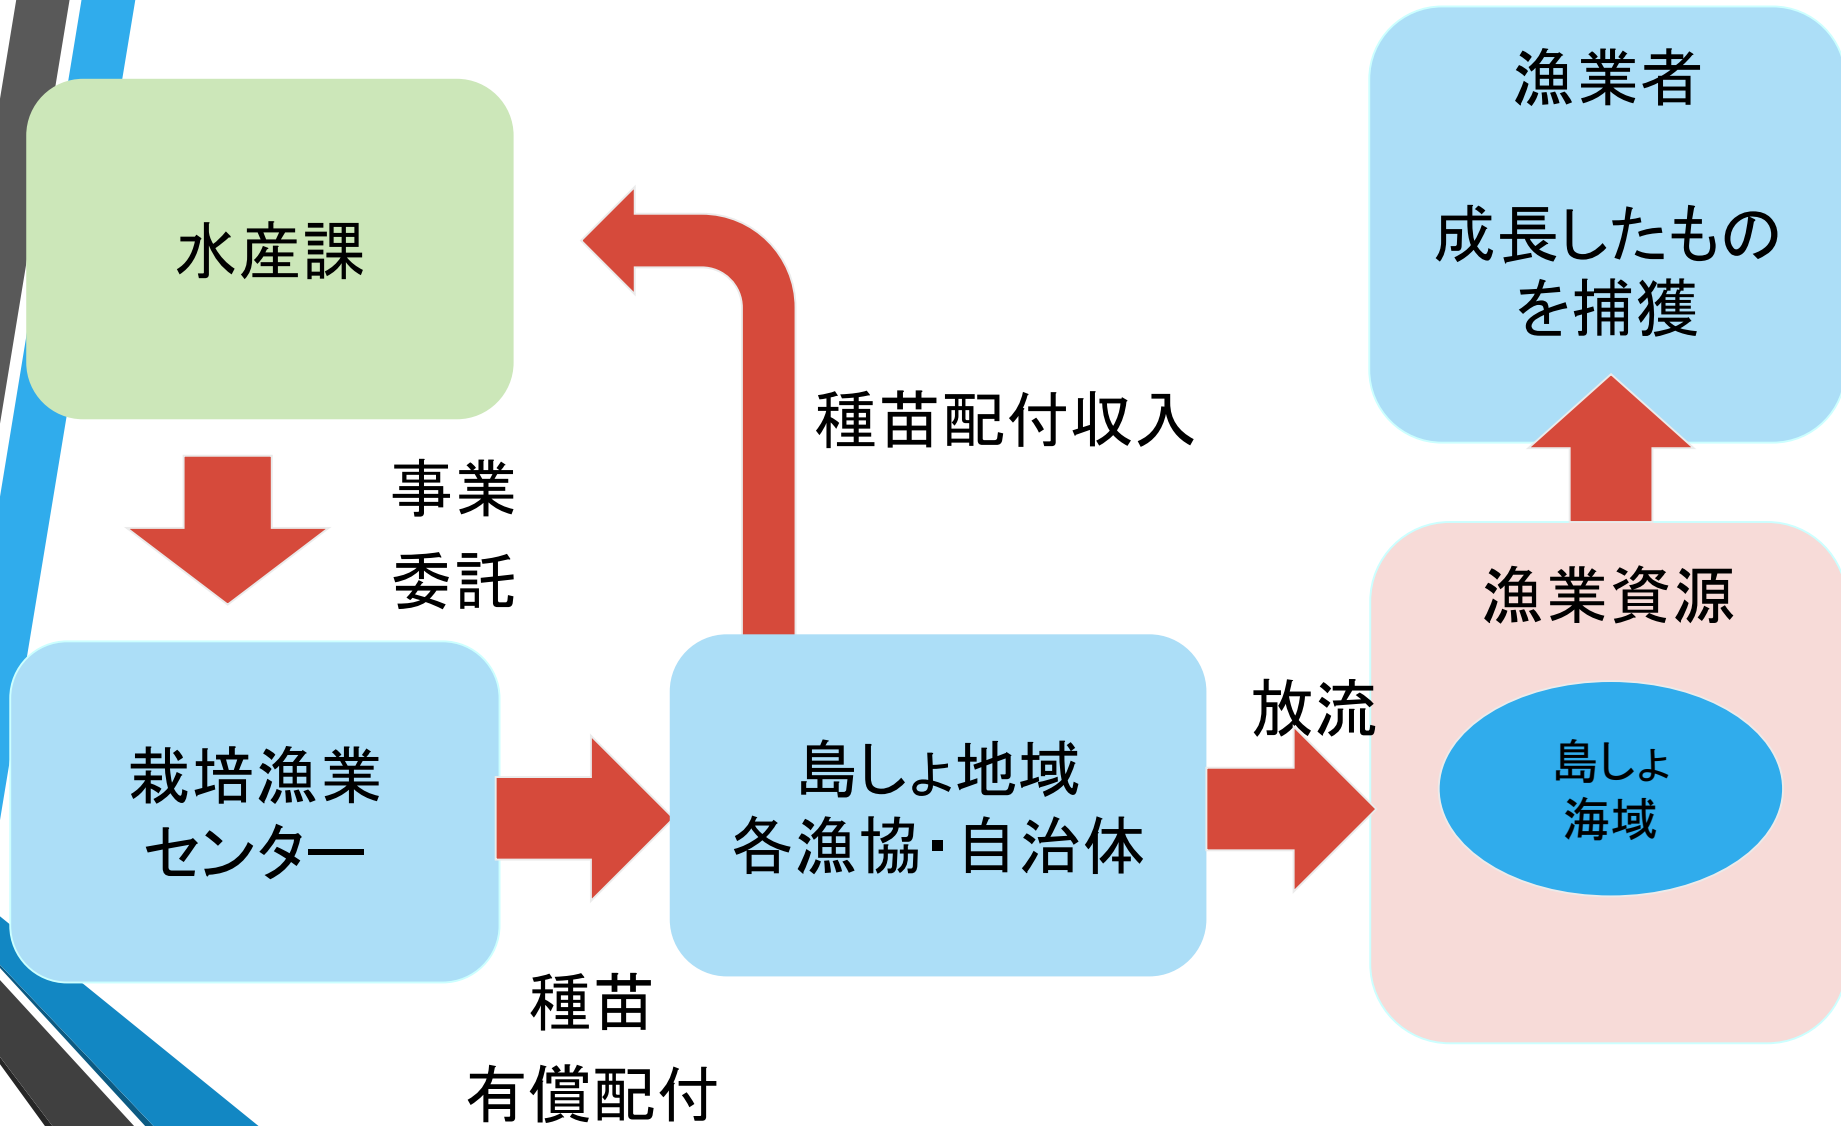 水産課
事業
委託
栽培漁業
センター
種苗
有償配付
種苗配付収入
島しょ地域
各漁協・自治体
放流
漁業者
成長したもの
を捕獲
漁業資源
島しょ
海域